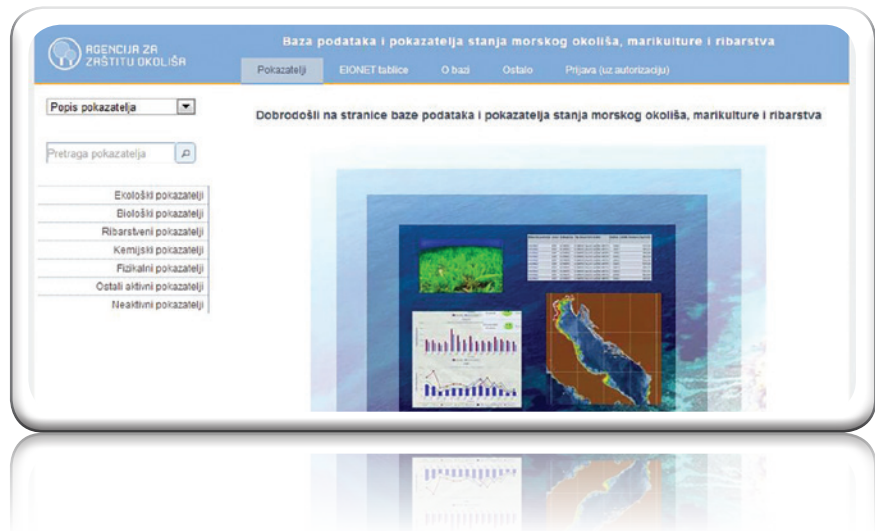 AGENCIJA ZA
ZAŠTITU OKOLIŠA
Baza podataka i pokazatelja stanja morskog okoliša, marikulture i ribarstva
Pokazatelji EIONET tablice O bazi Ostalo Prijava (uz autorizaciju)
Popis pokazatelja
Pretraga pokazatelja
Ekološki pokazatelji
Biološki pokazatelji
Ribarstveni pokazatelji
Kemijski pokazatelji
Fizikalni pokazatelji
Ostali aktivni pokazatelji
Neaktivni pokazatelji
Dobrodošli na stranice baze podataka i pokazatelja stanja morskog okoliša, marikulture i ribarstva